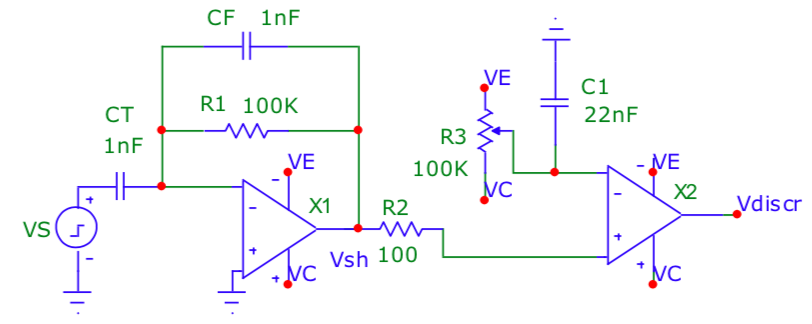 CF 1nF
R1 100K
CT
1nF
VS
+
-
VE
-
-
+
X1
+
VC
Vsh
R2
100
VE
R3
100K
VC
C1
22nF
VE
-
-
+
X2
+
VC
Vdiscr